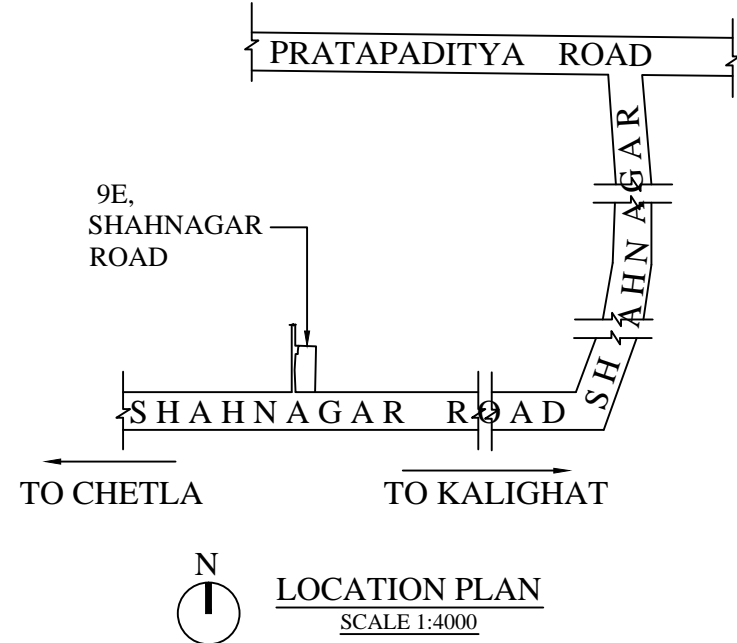 PRATAPADITYA ROAD
SHAHNAGAR
9E,
SHAHNAGAR
ROAD
SHAHNAGAR ROAD
TO CHETLA
TO KALIGHAT
N
LOCATION PLAN
SCALE 1:4000